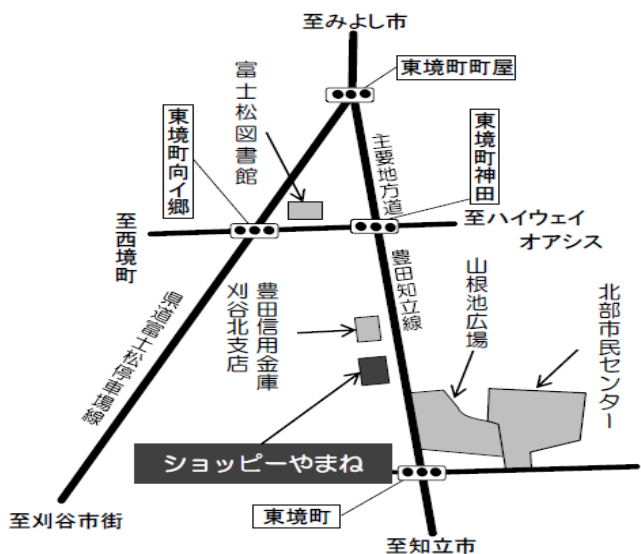 至みよし市
東境町町屋
富士松図書館
東境町向イ郷
主要地方道
東境町神田
至西境町
至ハイウェイ
オアシス
豊田知立線
豊田信用金庫
刈谷北支店
山根池広場
北部市民センター
県道富士松停車場線
ショッピーやまね
東境町
至刈谷市街
至知立市